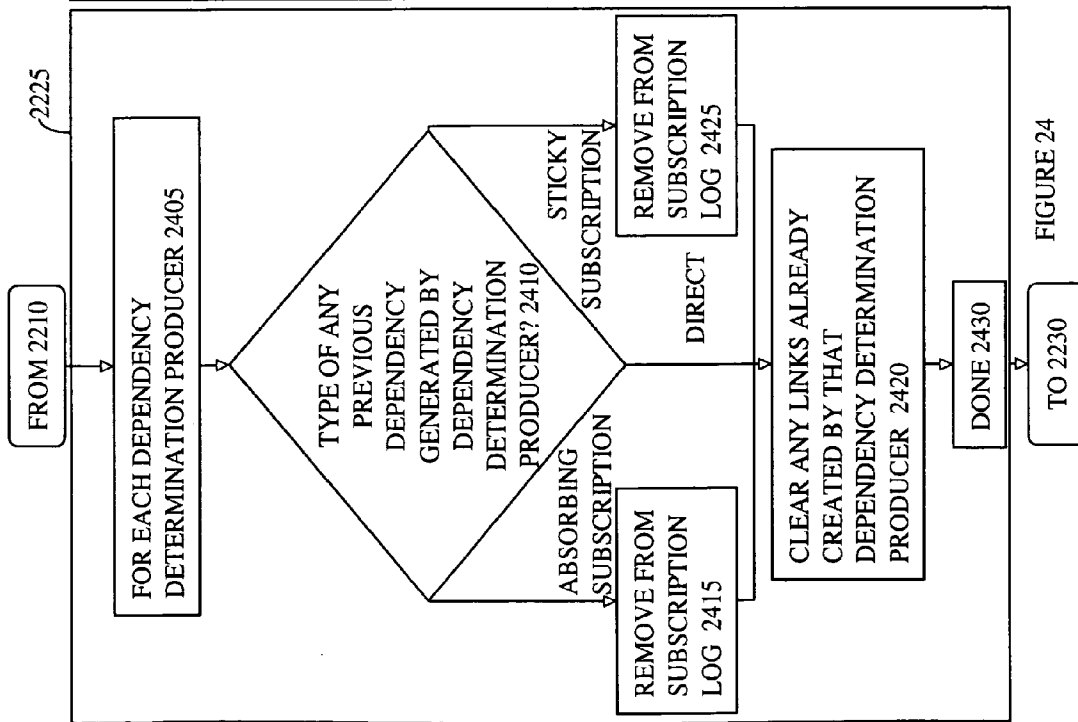 FROM 2210
2225
FOR EACH DEPENDENCY
DETERMINATION PRODUCER 2405
TYPE OF ANY
PREVIOUS
DEPENDENCY
GENERATED BY
DEPENDENCY
DETERMINATION
PRODUCER? 2410
ABSORBING
SUBSCRIPTION
STICKY
SUBSCRIPTION
REMOVE FROM
SUBSCRIPTION
LOG 2415
DIRECT
REMOVE FROM
SUBSCRIPTION
LOG 2425
CLEAR ANY LINKS ALREADY
CREATED BY THAT
DEPENDENCY DETERMINATION
PRODUCER 2420
DONE 2430
TO 2230
FIGURE 24